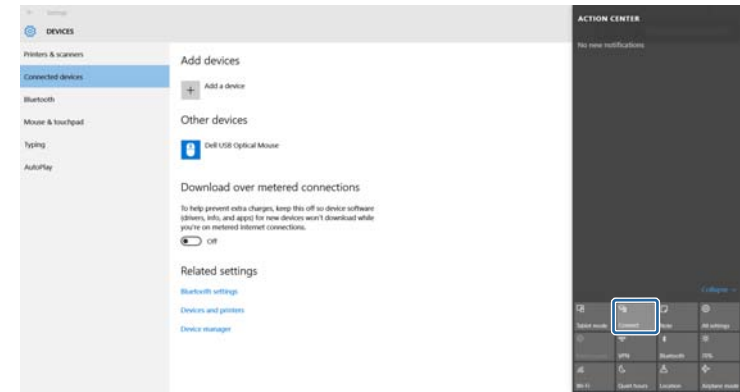 Settings
DEVICES
Printers & scanners
Connected devices
Bluetooth
Mouse & touchpad
Typing
AutoPlay
Add devices
Add a device
Other devices
Dell USB Optical Mouse
Download over metered connections
To help prevent extra charges, keep this off so device software
(drivers, info, and apps) for new devices won't download while
you're on metered Internet connections.
Off
Related settings
Bluetooth settings
Devices and printers
Device manager
ACTION CENTER
No new notifications
Collapse
Tablet mode
Connect
Note
All settings
VPN
Bluetooth
70%
Wi-Fi
Quiet hours
Location
Airplane mode